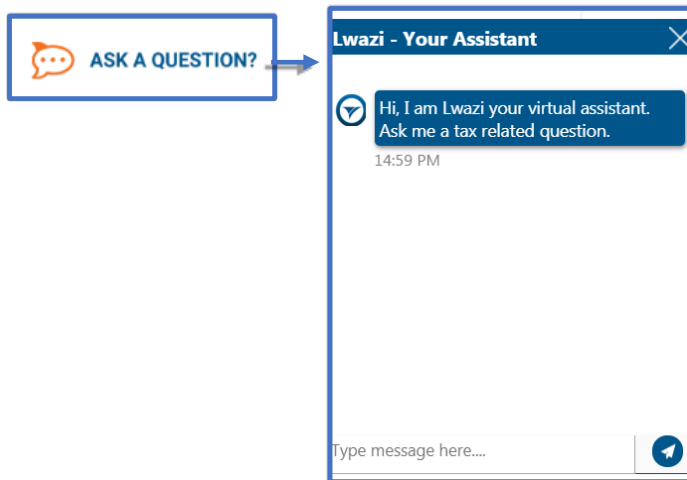 ASK A QUESTION?
Lwazi - Your Assistant
Hi, I am Lwazi your virtual assistant.
Ask me a tax related question.
14:59 PM
Type message here....